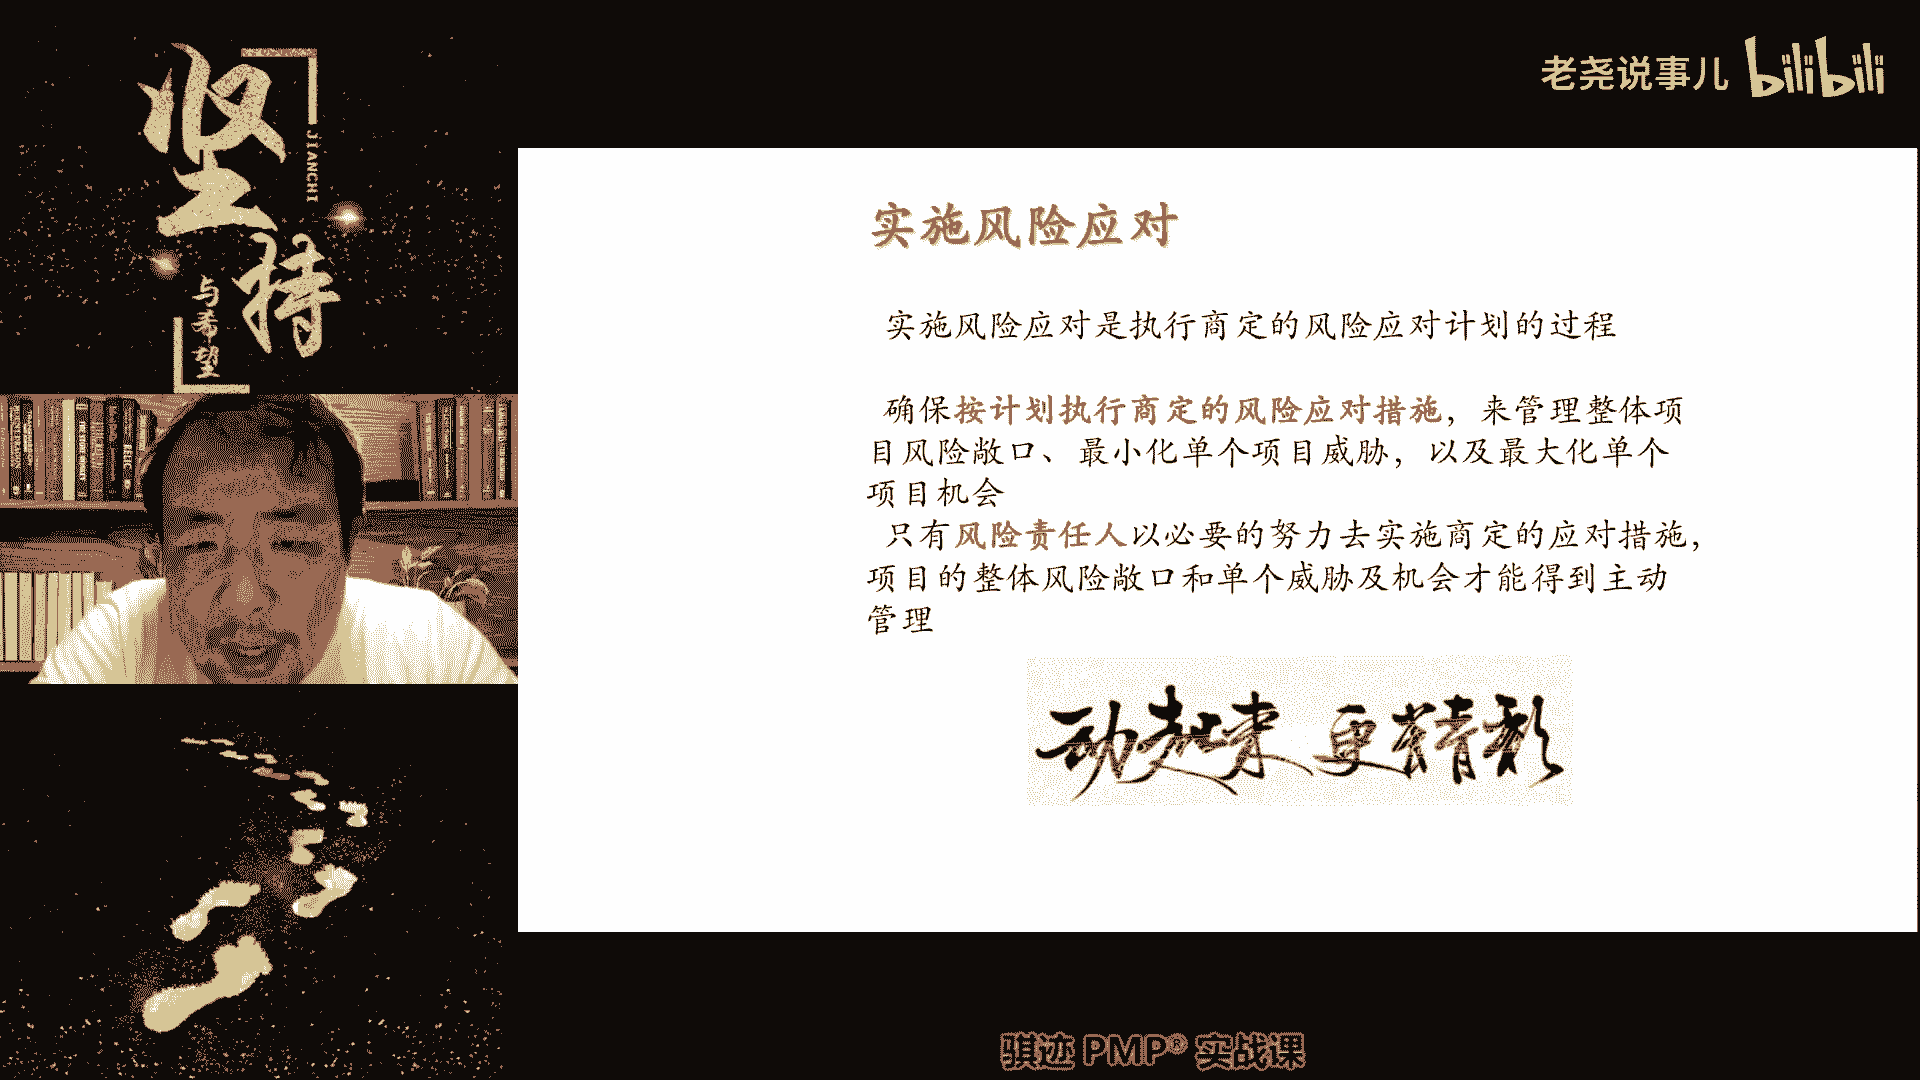 坚持
JIANCHI
与希望
老尧说事儿 bilibili
实施风险应对
实施风险应对是执行商定的风险应对计划的过程
确保按计划执行商定的风险应对措施，来管理整体项
目风险敞口、最小化单个项目威胁，以及最大化单个
项目机会
只有风险责任人以必要的努力去实施商定的应对措施，
项目的整体风险敞口和单个威胁及机会才能得到主动
管理
动起来 更精彩
骐迹 PMP® 实战课